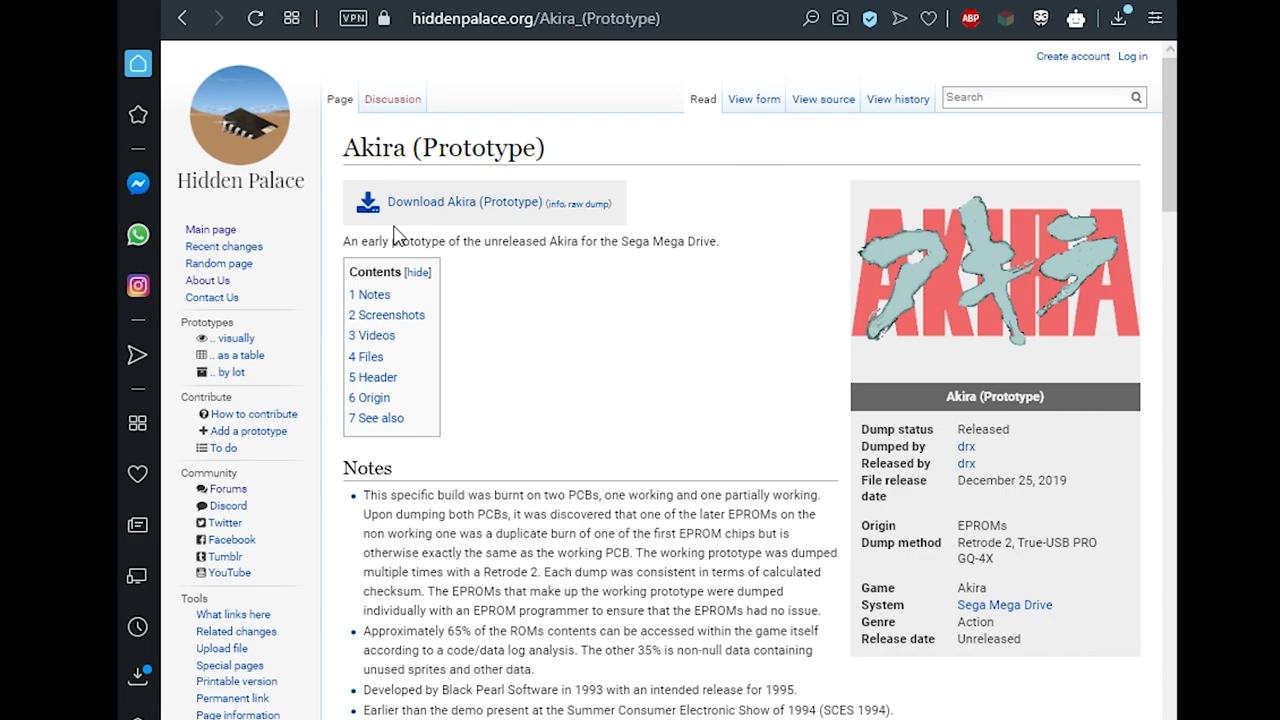 VPN
hiddenpalace.org/Akira_(Prototype)
ABP
Create account Log in
Page Discussion Read View form View source View history Search
Hidden Palace
Main page
Recent changes
Random page
About Us
Contact Us
Prototypes
.. visually
.. as a table
.. by lot
Contribute
How to contribute
Add a prototype
To do
Community
Forums
Discord
Twitter
Facebook
Tumblr
YouTube
Tools
What links here
Related changes
Upload file
Special pages
Printable version
Permanent link
Page information
Akira (Prototype)
Download Akira (Prototype) (info, raw dump)
An early prototype of the unreleased Akira for the Sega Mega Drive.
Contents [hide]
1 Notes
2 Screenshots
3 Videos
4 Files
5 Header
6 Origin
7 See also
Notes
This specific build was burnt on two PCBs, one working and one partially working.
Upon dumping both PCBs, it was discovered that one of the later EPROMs on the
non working one was a duplicate burn of one of the first EPROM chips but is
otherwise exactly the same as the working PCB. The working prototype was dumped
multiple times with a Retrode 2. Each dump was consistent in terms of calculated
checksum. The EPROMs that make up the working prototype were dumped
individually with an EPROM programmer to ensure that the EPROMs had no issue.
Approximately 65% of the ROMs contents can be accessed within the game itself
according to a code/data log analysis. The other 35% is non-null data containing
unused sprites and other data.
Developed by Black Pearl Software in 1993 with an intended release for 1995.
Earlier than the demo present at the Summer Consumer Electronic Show of 1994 (SCES 1994).
AKIRA
アキラ
Akira (Prototype)
Dump status Released
Dumped by drx
Released by drx
File release December 25, 2019
date
Origin EPROMs
Dump method Retrode 2, True-USB PRO
GQ-4X
Game Akira
System Sega Mega Drive
Genre Action
Release date Unreleased